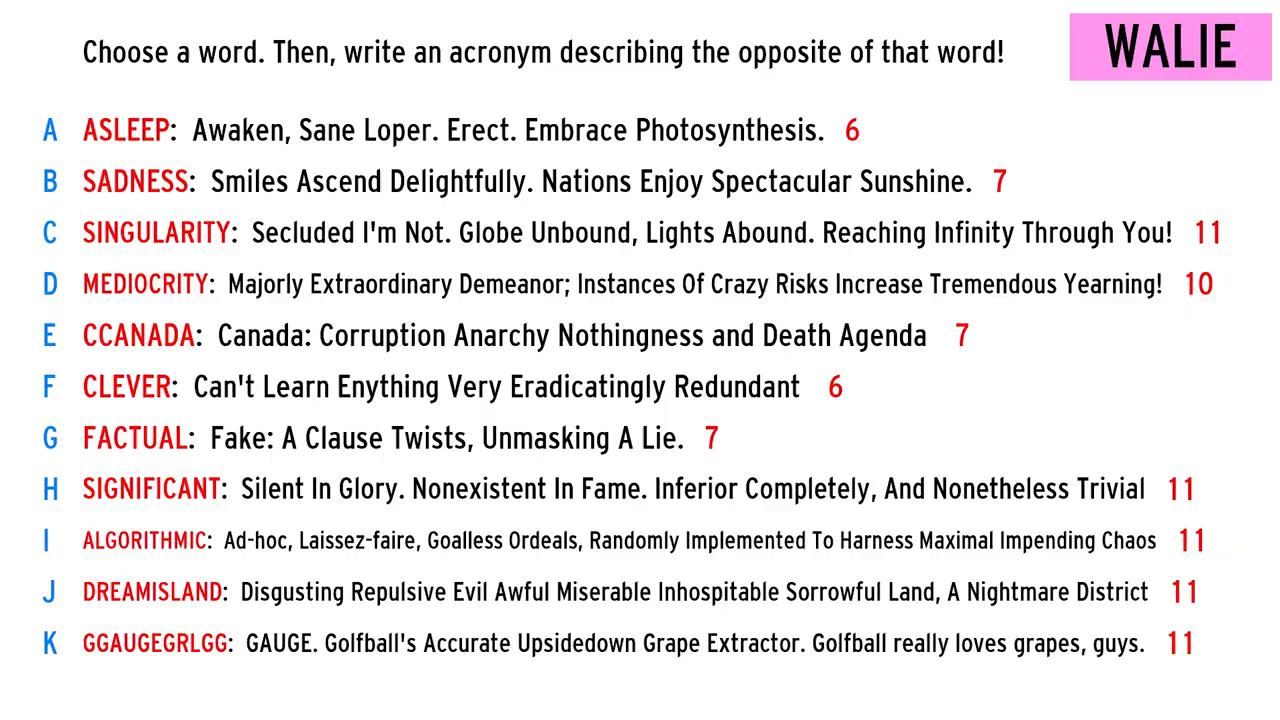 Choose a word. Then, write an acronym describing the opposite of that word!
WALIE
A ASLEEP: Awaken, Sane Loper. Erect. Embrace Photosynthesis. 6
B SADNESS: Smiles Ascend Delightfully. Nations Enjoy Spectacular Sunshine. 7
C SINGULARITY: Secluded I'm Not. Globe Unbound, Lights Abound. Reaching Infinity Through You! 11
D MEDIOCRITY: Majorly Extraordinary Demeanor; Instances Of Crazy Risks Increase Tremendous Yearning! 10
E CCANADA: Canada: Corruption Anarchy Nothingness and Death Agenda 7
F CLEVER: Can't Learn Enything Very Eradicatingly Redundant 6
G FACTUAL: Fake: A Clause Twists, Unmasking A Lie. 7
H SIGNIFICANT: Silent In Glory. Nonexistent In Fame. Inferior Completely, And Nonetheless Trivial 11
I ALGORITHMIC: Ad-hoc, Laissez-faire, Goalless Ordeals, Randomly Implemented To Harness Maximal Impending Chaos 11
J DREAMISLAND: Disgusting Repulsive Evil Awful Miserable Inhospitable Sorrowful Land, A Nightmare District 11
K GGAUGEGRLGG: GAUGE. Golfball's Accurate Upsidedown Grape Extractor. Golfball really loves grapes, guys. 11